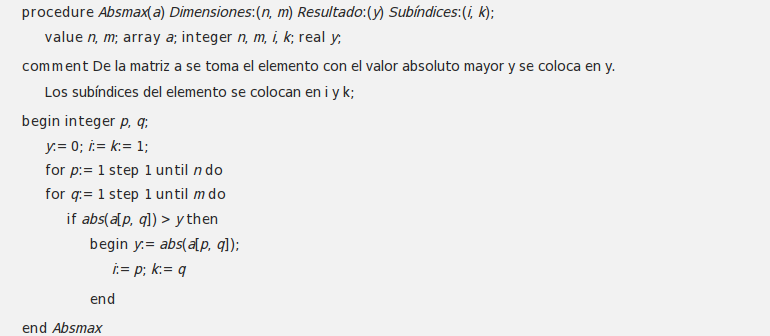 procedure Absmax(a) Dimensiones:(n, m) Resultado:(y) Subíndices:(i, k);
value n, m; array a; integer n, m, i, k; real y;
comment De la matriz a se toma el elemento con el valor absoluto mayor y se coloca en y.
Los subíndices del elemento se colocan en i y k;
begin integer p, q;
y:= 0; i:= k:= 1;
for p:= 1 step 1 until n do
for q:= 1 step 1 until m do
if abs(a[p, q]) > y then
begin y:= abs(a[p, q]);
i:= p; k:= q
end
end Absmax